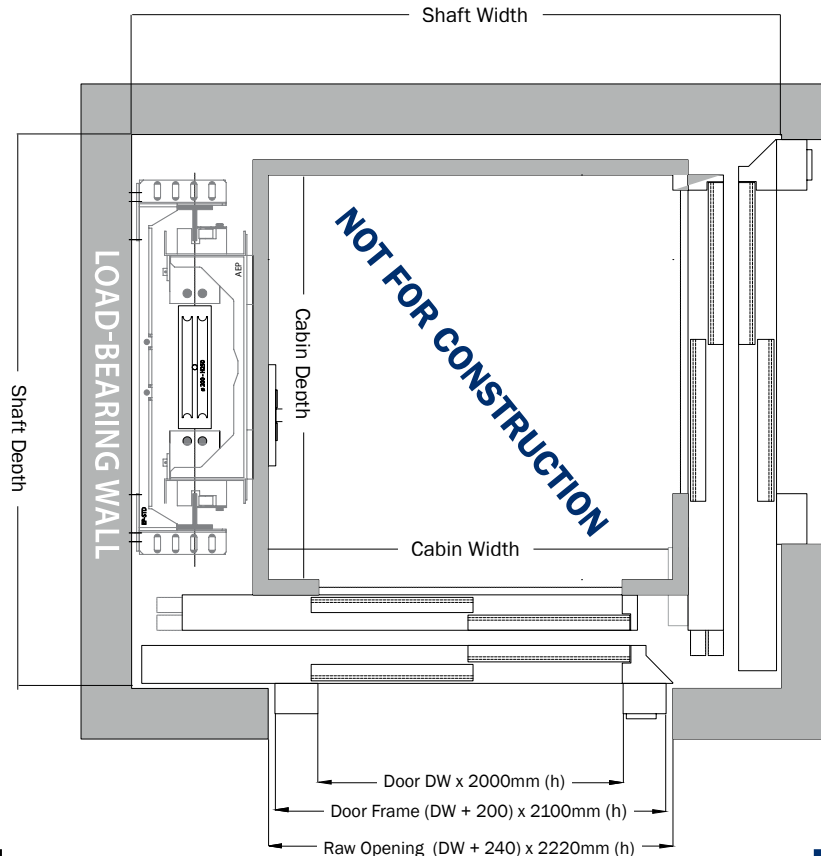 Shaft Width
LOAD-BEARING WALL
AEP
Shaft Depth
Cabin Depth
NOT FOR CONSTRUCTION
Cabin Width
Door DW x 2000mm (h)
Door Frame (DW + 200) x 2100mm (h)
Raw Opening (DW + 240) x 2220mm (h)